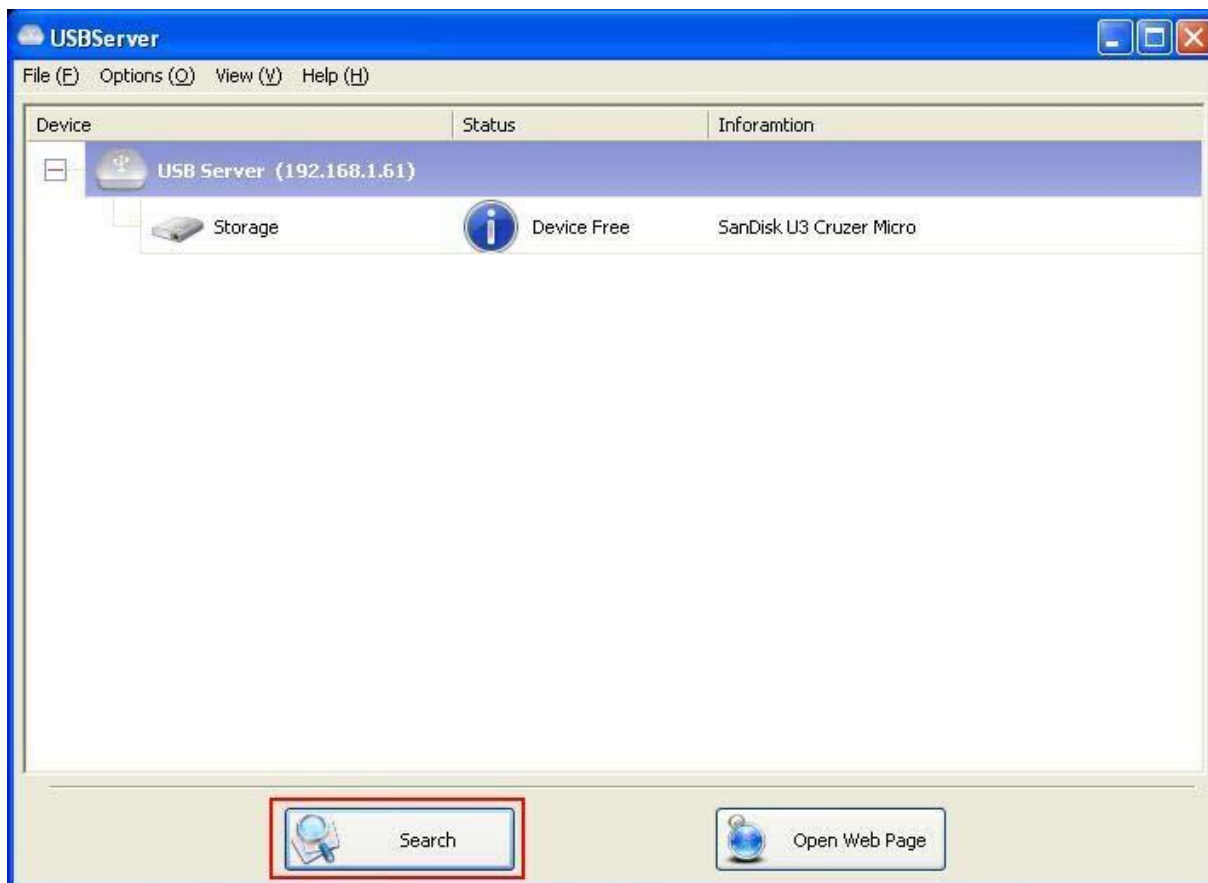 USBServer
File (F) Options (O) View (V) Help (H)
Device Status Inforamtion
USB Server (192.168.1.61)
Storage Device Free SanDisk U3 Cruzer Micro
Search Open Web Page